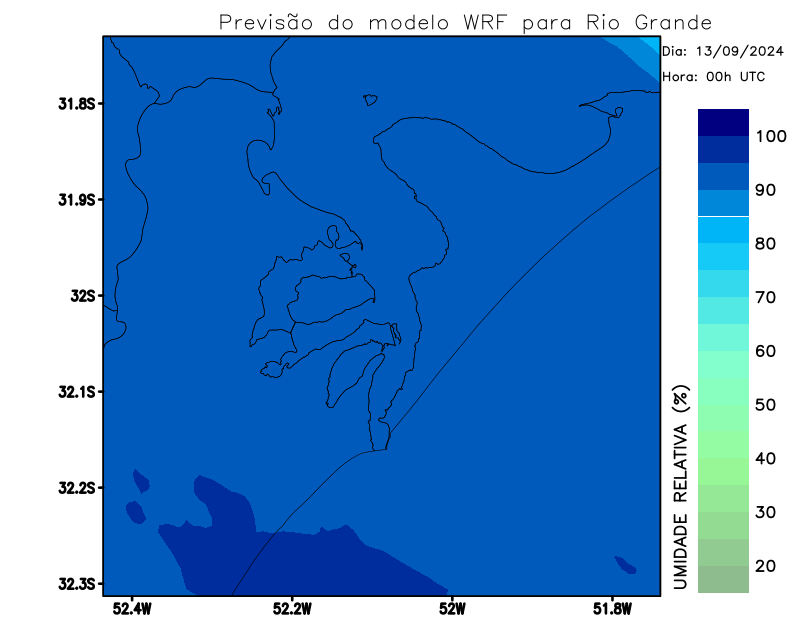 Previsão do modelo WRF para Rio Grande
Dia: 13/09/2024
Hora: 00h UTC
31.8S
31.9S
32S
32.1S
32.2S
32.3S
52.4W
52.2W
52W
51.8W
100
90
80
70
60
50
40
30
20
UMIDADE RELATIVA (%)